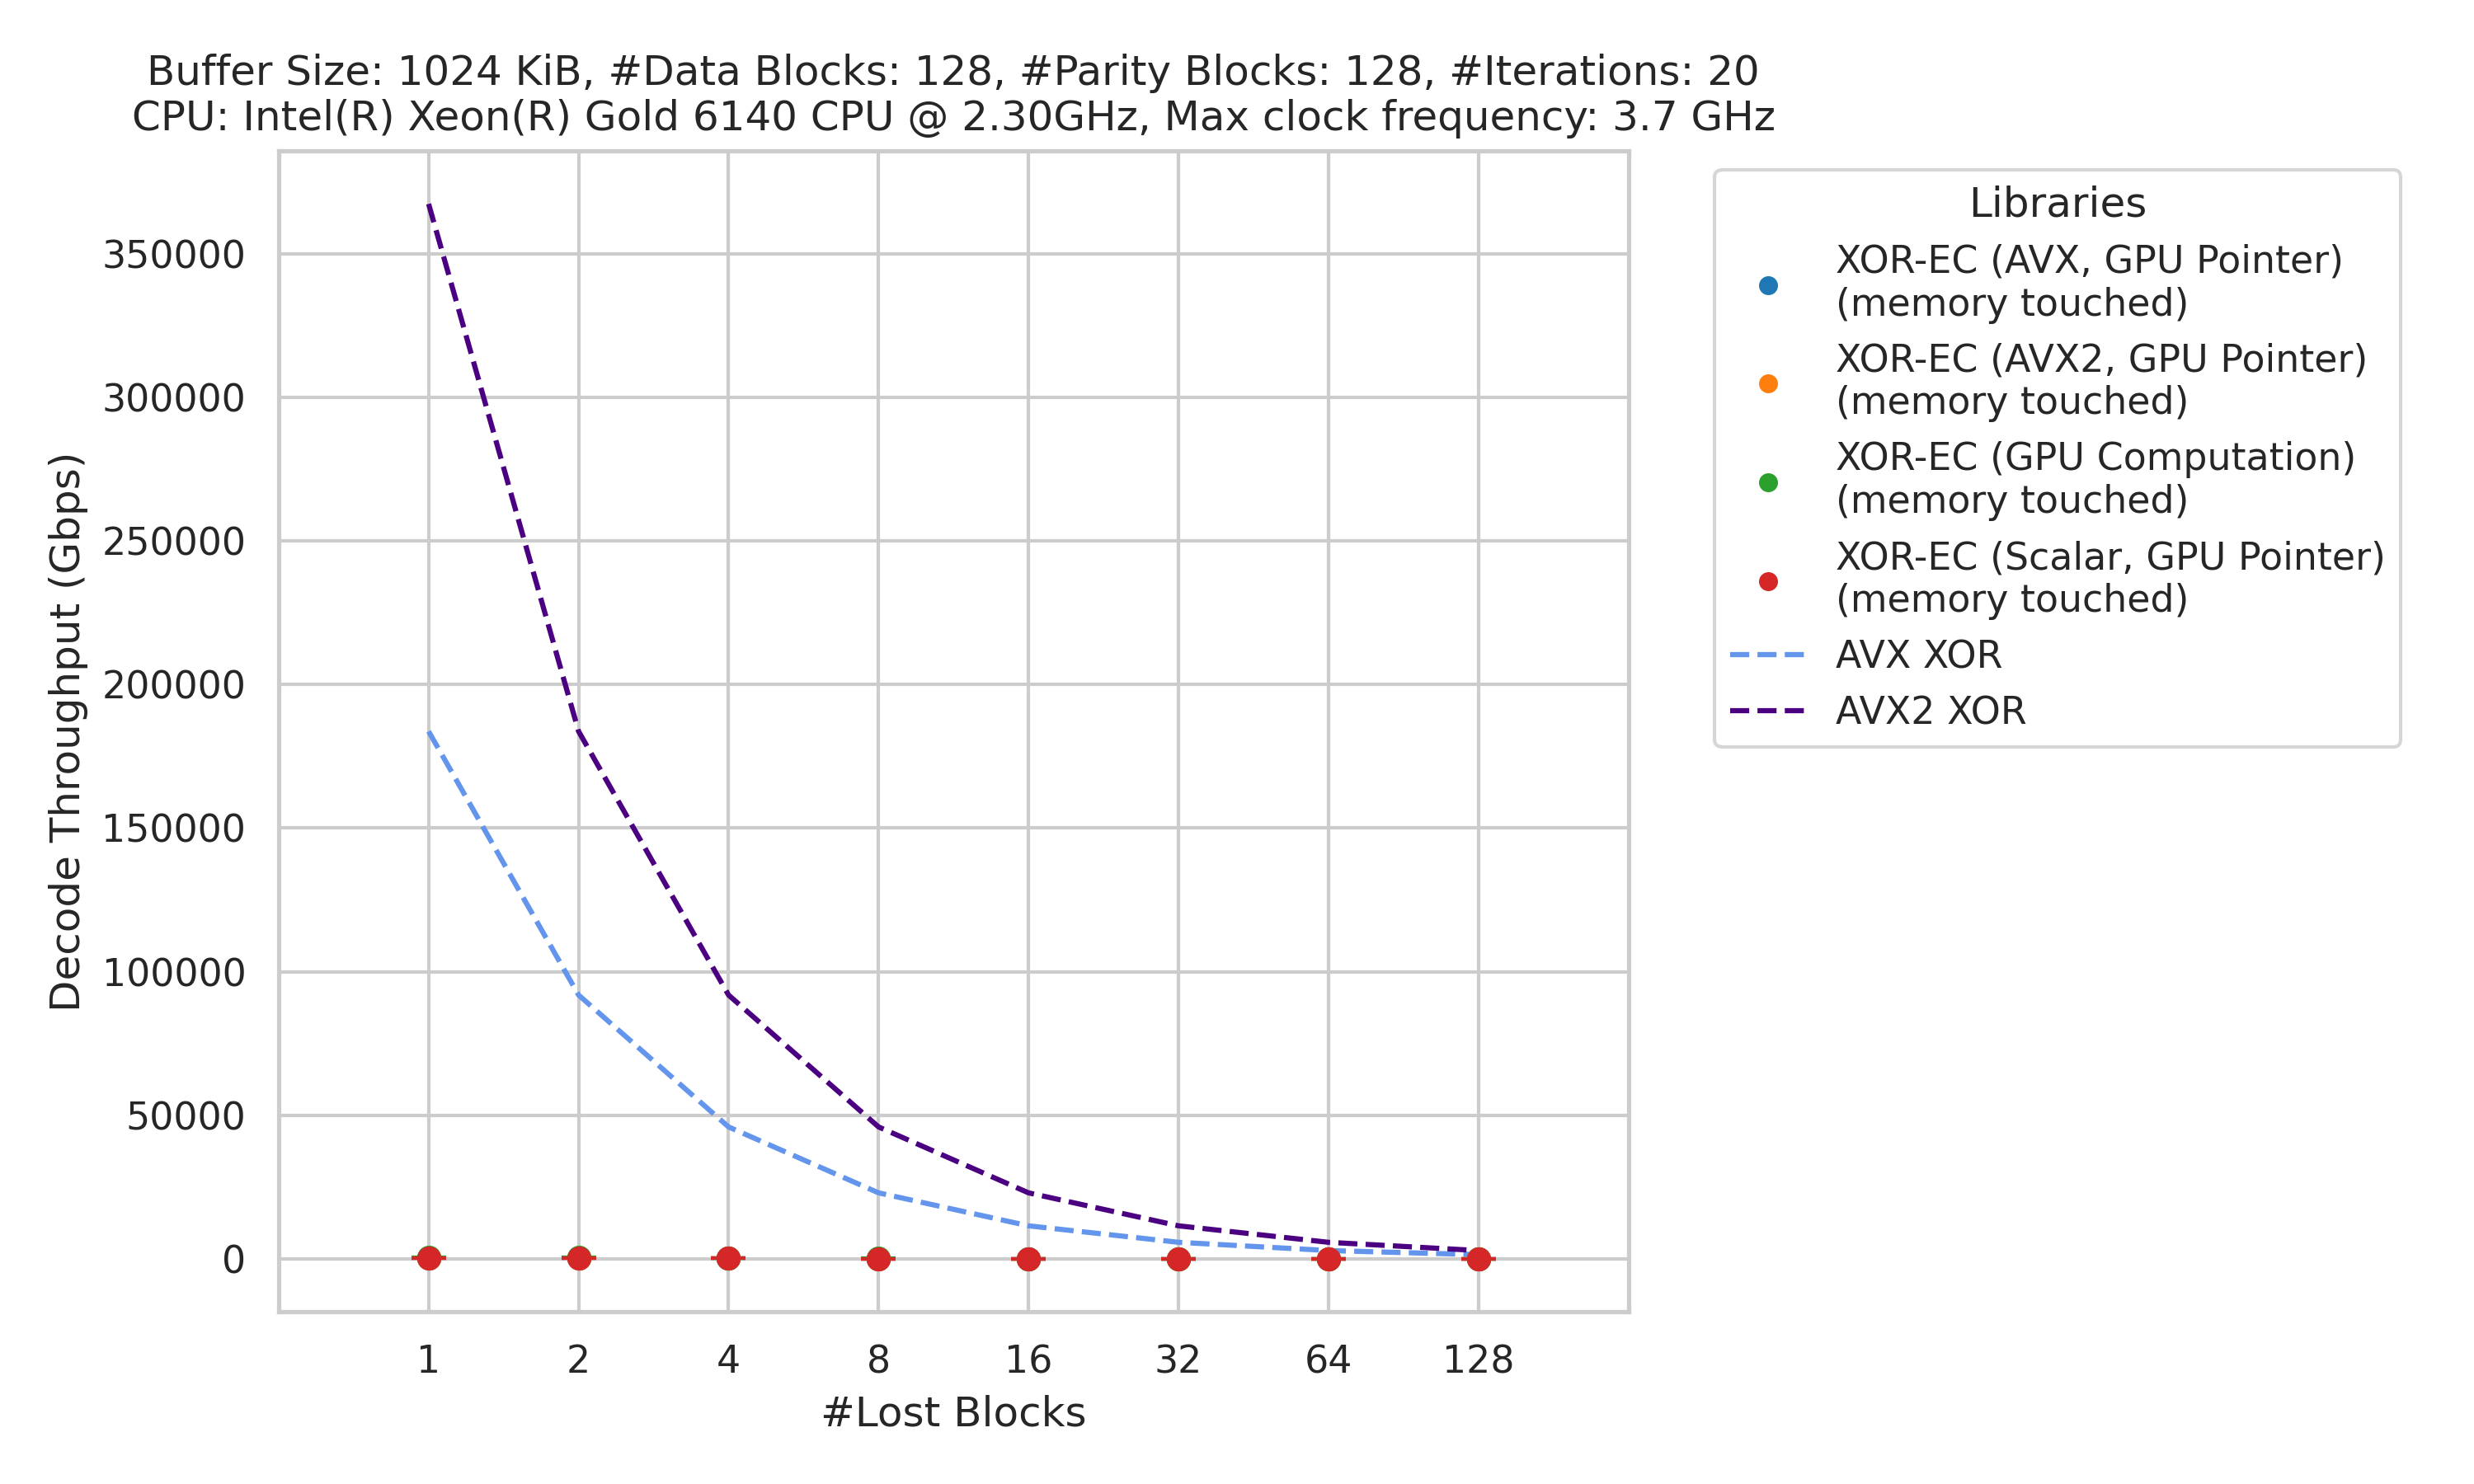 Buffer Size: 1024 KiB, #Data Blocks: 128, #Parity Blocks: 128, #Iterations: 20
CPU: Intel(R) Xeon(R) Gold 6140 CPU @ 2.30GHz, Max clock frequency: 3.7 GHz
Decode Throughput (Gbps)
350000
300000
250000
200000
150000
100000
50000
0
1
2
4
8
16
32
64
128
#Lost Blocks
Libraries
XOR-EC (AVX, GPU Pointer)
(memory touched)
XOR-EC (AVX2, GPU Pointer)
(memory touched)
XOR-EC (GPU Computation)
(memory touched)
XOR-EC (Scalar, GPU Pointer)
(memory touched)
AVX XOR
AVX2 XOR